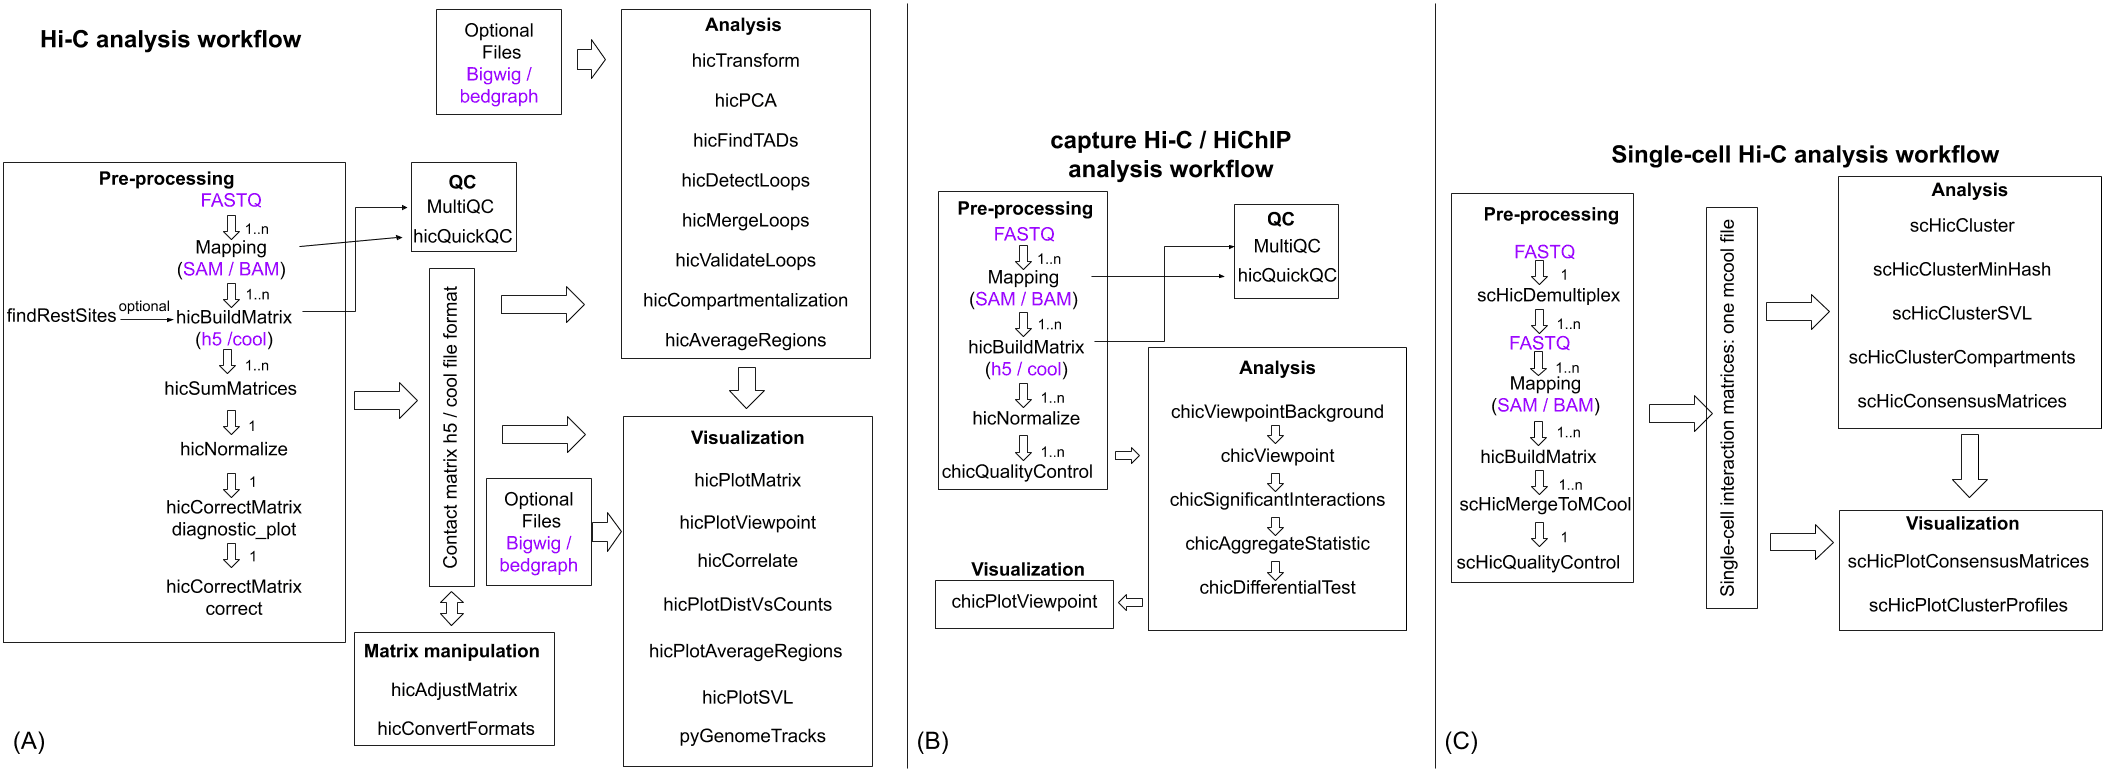 Hi-C analysis workflow
Optional
Files
Bigwig /
bedgraph
Analysis
hicTransform
hicPCA
hicFindTADs
hicDetectLoops
hicMergeLoops
hicValidateLoops
hicCompartmentalization
hicAverageRegions
Pre-processing
FASTQ
1..n
Mapping
(SAM / BAM)
1..n
findRestSites
optional
hicBuildMatrix
(h5 /cool)
1..n
hicSumMatrices
1
hicNormalize
1
hicCorrectMatrix
diagnostic_plot
1
hicCorrectMatrix
correct
QC
MultiQC
hicQuickQC
Contact matrix h5 / cool file format
Matrix manipulation
hicAdjustMatrix
hicConvertFormats
Optional
Files
Bigwig /
bedgraph
Visualization
hicPlotMatrix
hicPlotViewpoint
hicCorrelate
hicPlotDistVsCounts
hicPlotAverageRegions
hicPlotSVL
pyGenomeTracks
(A)
capture Hi-C / HiChIP
analysis workflow
Pre-processing
FASTQ
1..n
Mapping
(SAM / BAM)
1..n
hicBuildMatrix
(h5 / cool)
1..n
hicNormalize
1..n
chicQualityControl
QC
MultiQC
hicQuickQC
Analysis
chicViewpointBackground
chicViewpoint
chicSignificantInteractions
chicAggregateStatistic
chicDifferentialTest
Visualization
chicPlotViewpoint
(B)
Single-cell Hi-C analysis workflow
Pre-processing
FASTQ
1
scHicDemultiplex
1..n
FASTQ
1..n
Mapping
(SAM / BAM)
1..n
hicBuildMatrix
1..n
scHicMergeToMCool
1
scHicQualityControl
Single-cell interaction matrices: one mcool file
Analysis
scHicCluster
scHicClusterMinHash
scHicClusterSVL
scHicClusterCompartments
scHicConsensusMatrices
Visualization
scHicPlotConsensusMatrices
scHicPlotClusterProfiles
(C)